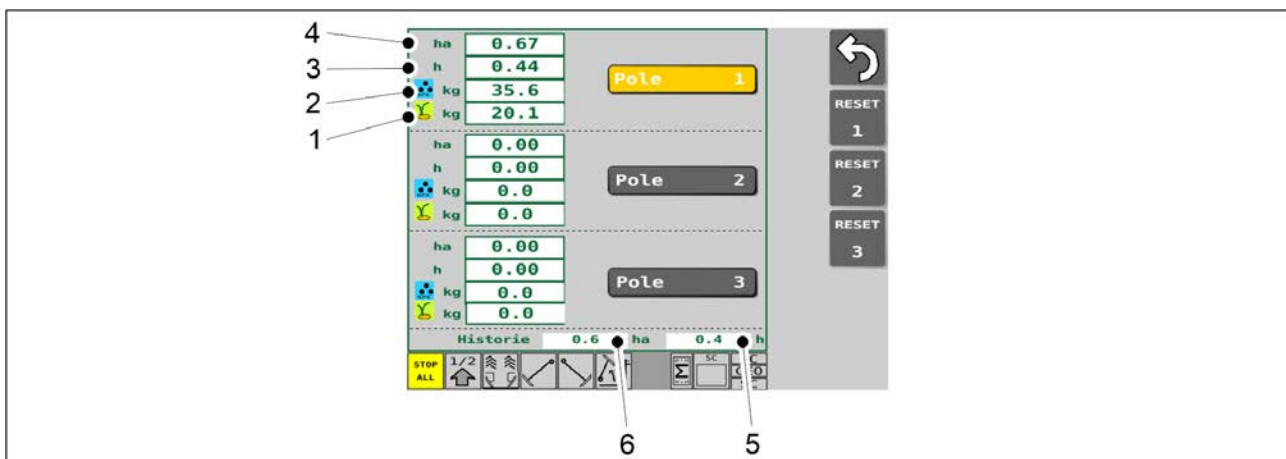 4 ha 0.67
3 h 0.44
2 kg 35.6
1 kg 20.1
Pole 1
RESET
1
ha 0.00
h 0.00
kg 0.0
kg 0.0
Pole 2
RESET
2
ha 0.00
h 0.00
kg 0.0
kg 0.0
Pole 3
RESET
3
Historie 0.6 ha 0.4 h
STOP
ALL
1/2
Σ
SC
6 5